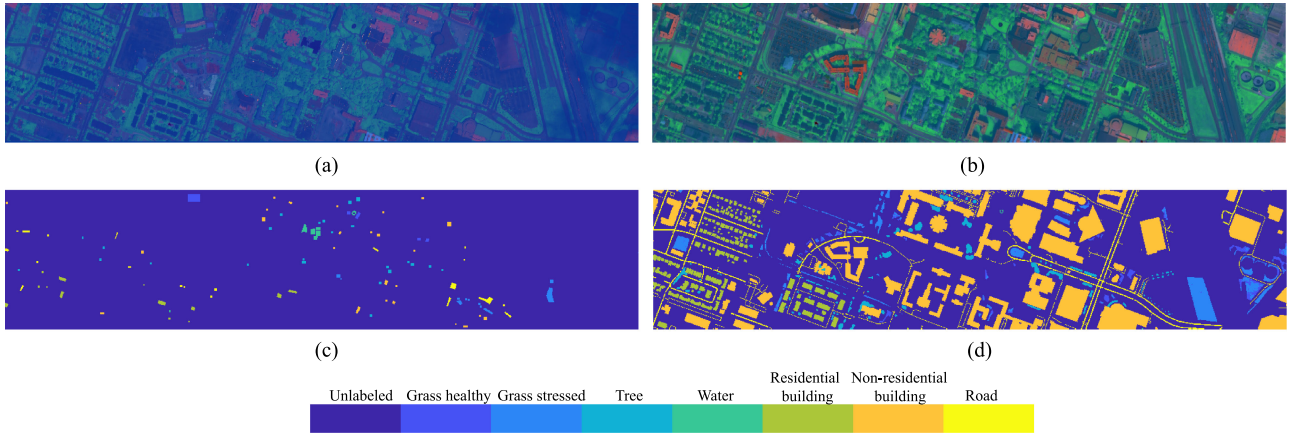 (a)
(b)
(c)
(d)
Unlabeled Grass healthy Grass stressed Tree Water Residential building Non-residential building Road